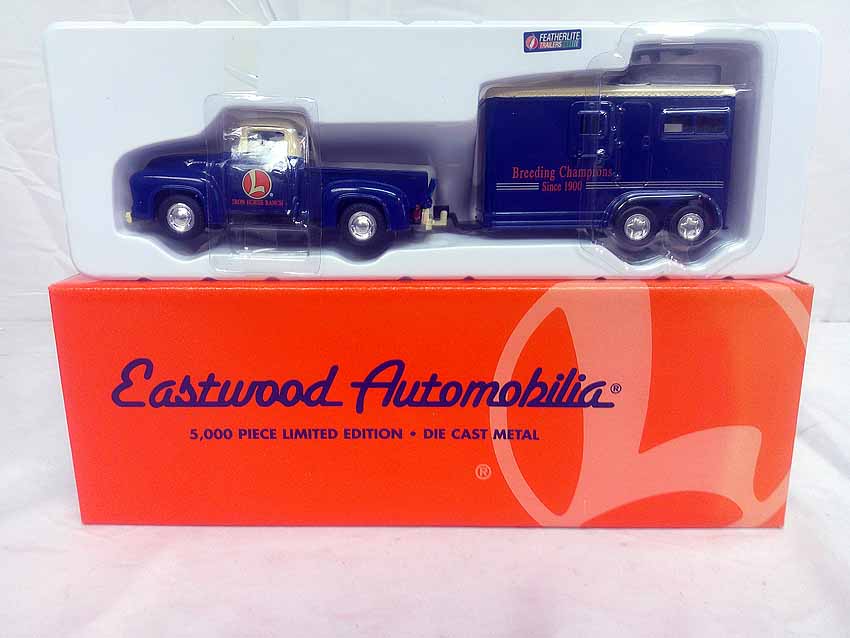 FEATHERLITE
TRAILERS
L
IRON HORSE RANCH
Breeding Champions
Since 1900
Eastwood Automobilia®
5,000 PIECE LIMITED EDITION • DIE CAST METAL
®
L